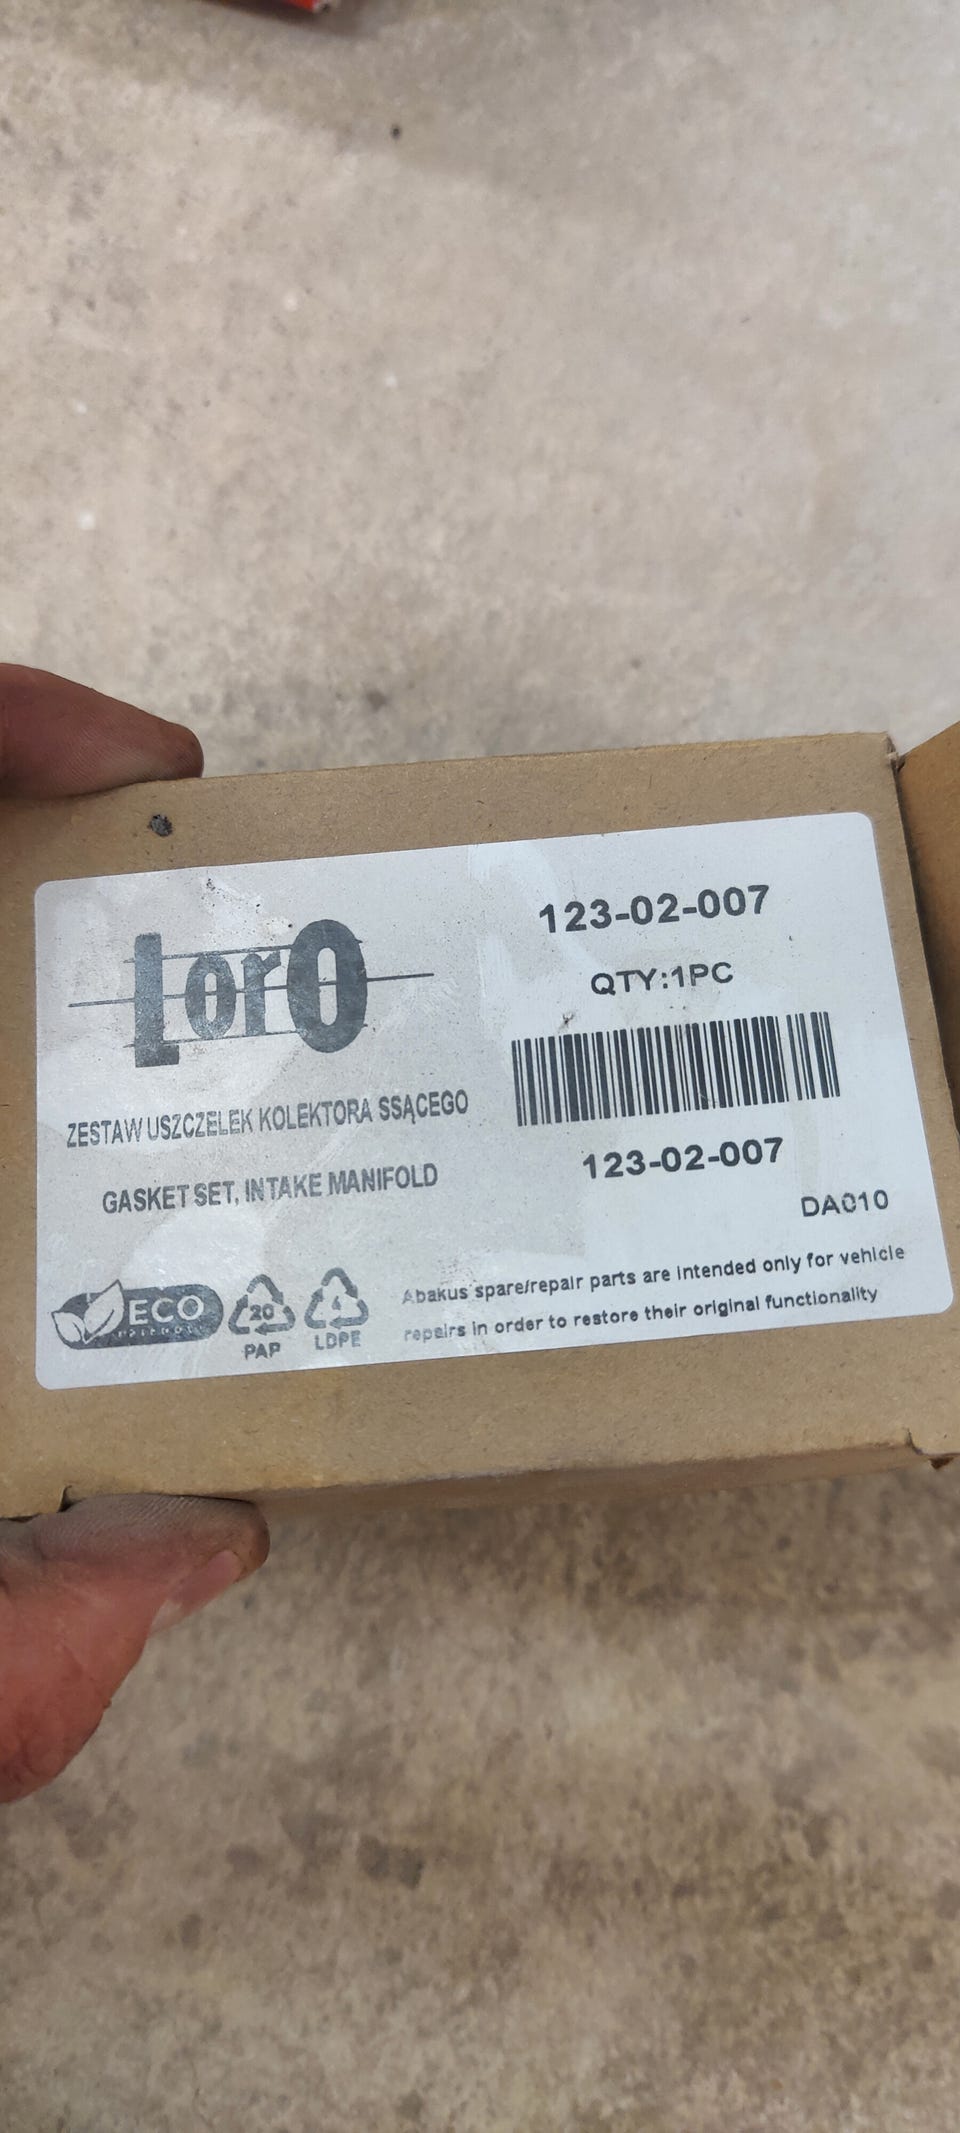 LorO
123-02-007
QTY:1PC
ZESTAW USZCZELEK KOLEKTORA SSĄCEGO
GASKET SET, INTAKE MANIFOLD
123-02-007
DA010
Abakus spare/repair parts are intended only for vehicle
repairs in order to restore their original functionality
ECO
20
PAP
4
LDPE